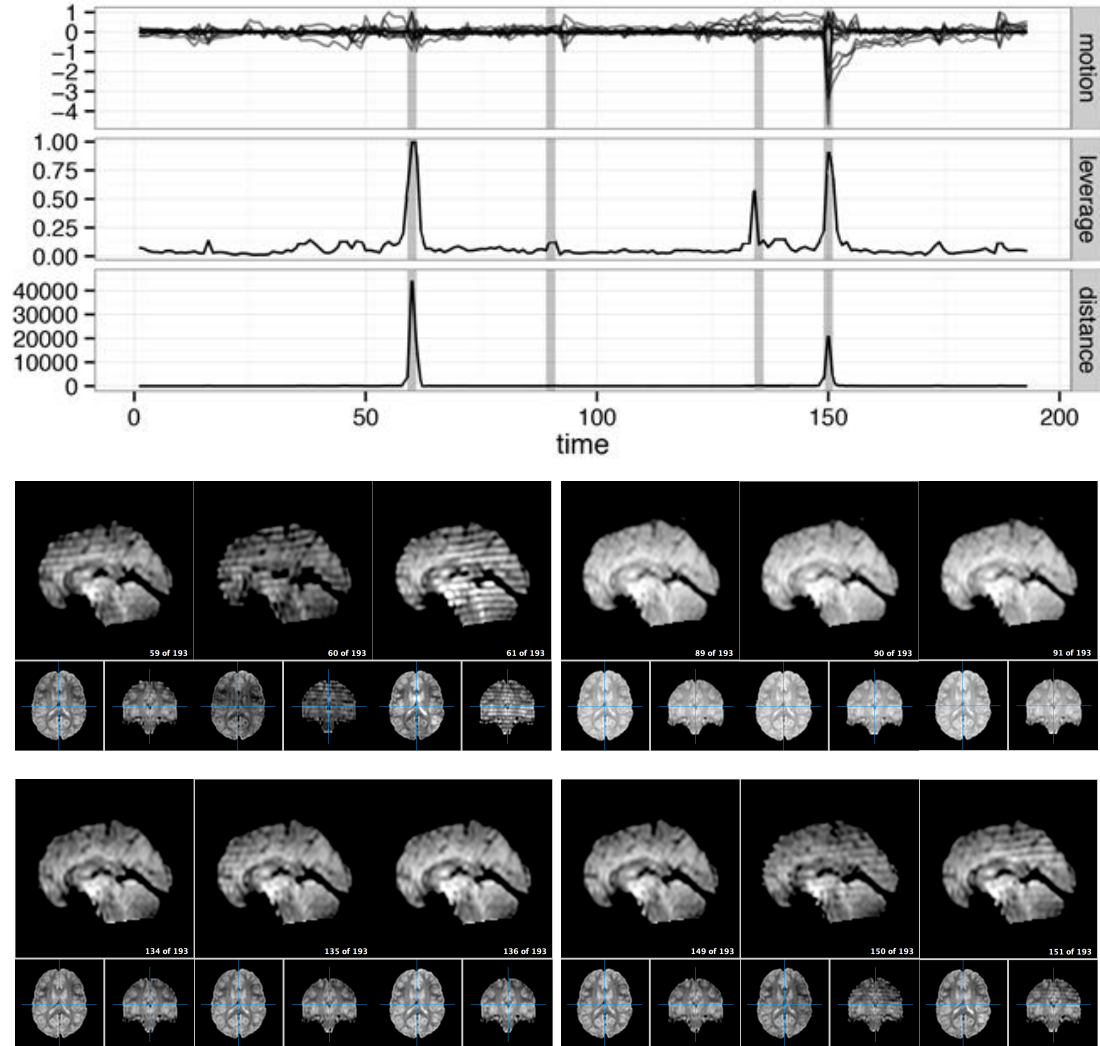 1
0
−1
−2
−3
−4
motion
1.00
0.75
0.50
0.25
0.00
leverage
40000
30000
20000
10000
0
distance
0 50 100 150 200
time
59 of 193 60 of 193 61 of 193 89 of 193 90 of 193 91 of 193
134 of 193 135 of 193 136 of 193 149 of 193 150 of 193 151 of 193